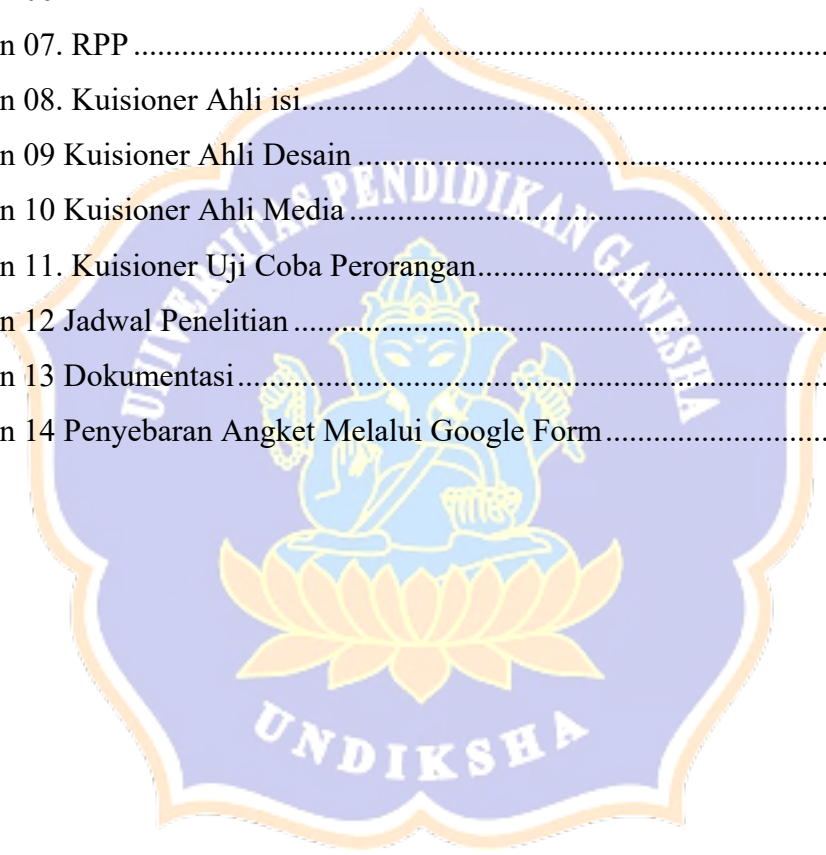 n 07. RPP ........................................................................................
n 08. Kuisioner Ahli isi....................................................................
n 09 Kuisioner Ahli Desain .............................................................
n 10 Kuisioner Ahli Media ..............................................................
n 11. Kuisioner Uji Coba Perorangan..............................................
n 12 Jadwal Penelitian .....................................................................
n 13 Dokumentasi............................................................................
n 14 Penyebaran Angket Melalui Google Form.............................
UNIVERSITAS PENDIDIKAN GANESHA
UNDIKSHA